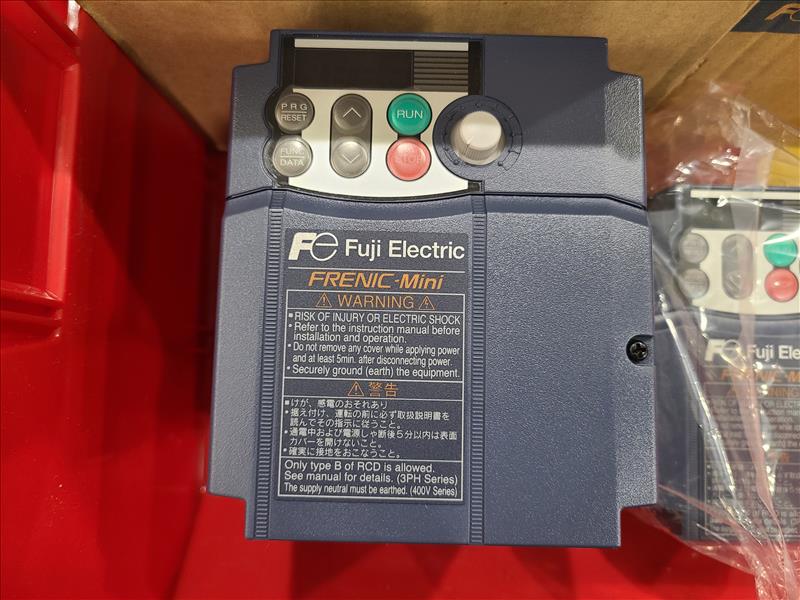 PRG
RESET
FUNC
DATA
RUN
STOP
Fe Fuji Electric
FRENIC-Mini
⚠ WARNING ⚠
■ RISK OF INJURY OR ELECTRIC SHOCK
• Refer to the instruction manual before
installation and operation.
• Do not remove any cover while applying power
and at least 5min. after disconnecting power.
• Securely ground (earth) the equipment.
⚠ 警告
■ けが、感電のおそれあり
• 据え付け、運転の前に必ず取扱説明書を
読んでその指示に従うこと。
• 通電中および電源しゃ断後5分以内は表面
カバーを開けないこと。
• 確実に接地をおこなうこと。
Only type B of RCD is allowed.
See manual for details. (3PH Series)
The supply neutral must be earthed. (400V Series)
Fe Fuji Ele
FRENIC-M
WARNING